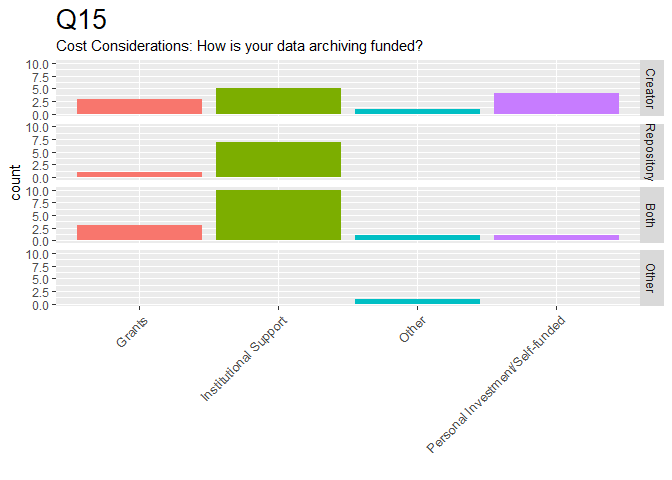 Q15
Cost Considerations: How is your data archiving funded?
count
10.0
7.5
5.0
2.5
0.0
Creator
10.0
7.5
5.0
2.5
0.0
Repository
10.0
7.5
5.0
2.5
0.0
Both
10.0
7.5
5.0
2.5
0.0
Other
Grants
Institutional Support
Other
Personal Investment/Self-funded